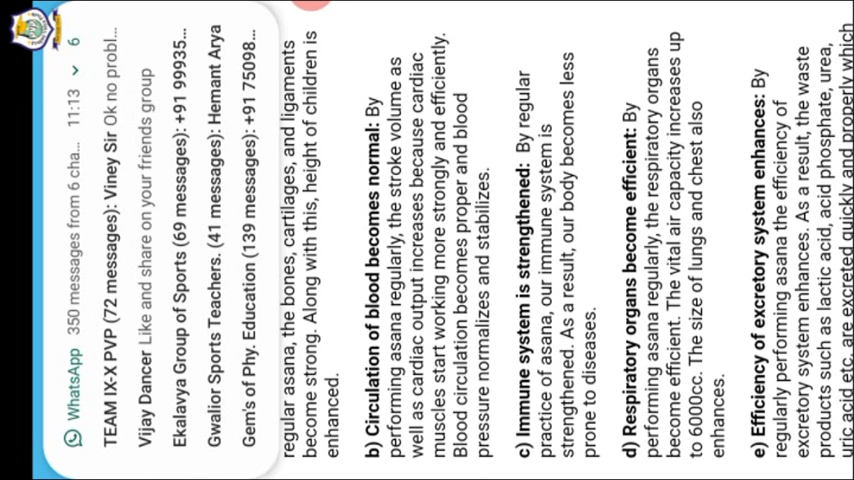 WhatsApp 350 messages from 6 cha... 11:13 6
TEAM IX-X PVP (72 messages): Viney Sir Ok no probl...
Vijay Dancer Like and share on your friends group
Ekalavya Group of Sports (69 messages): +91 99935...
Gwalior Sports Teachers. (41 messages): Hemant Arya
Gem's of Phy. Education (139 messages): +91 75098...
regular asana, the bones, cartilages, and ligaments
become strong. Along with this, height of children is
enhanced.
b) Circulation of blood becomes normal: By
performing asana regularly, the stroke volume as
well as cardiac output increases because cardiac
muscles start working more strongly and efficiently.
Blood circulation becomes proper and blood
pressure normalizes and stabilizes.
c) Immune system is strengthened: By regular
practice of asana, our immune system is
strengthened. As a result, our body becomes less
prone to diseases.
d) Respiratory organs become efficient: By
performing asana regularly, the respiratory organs
become efficient. The vital air capacity increases up
to 6000cc. The size of lungs and chest also
enhances.
e) Efficiency of excretory system enhances: By
regularly performing asana the efficiency of
excretory system enhances. As a result, the waste
products such as lactic acid, acid phosphate, urea,
uric acid etc. are excreted quickly and properly which